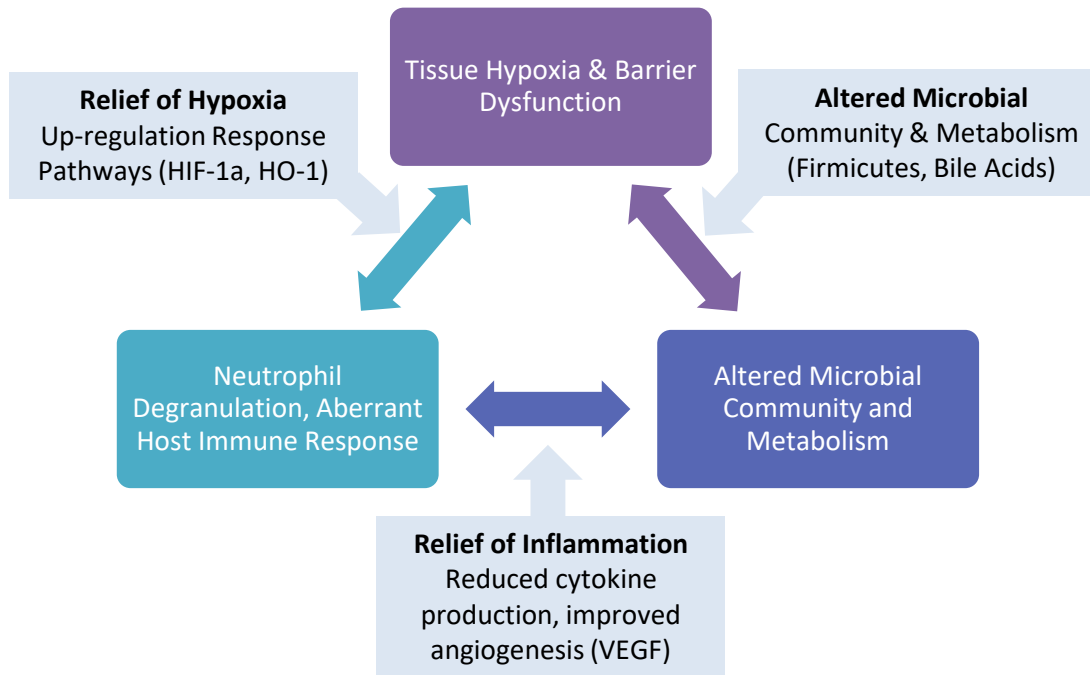 Tissue Hypoxia & Barrier
Dysfunction
Relief of Hypoxia
Up-regulation Response
Pathways (HIF-1a, HO-1)
Altered Microbial
Community & Metabolism
(Firmicutes, Bile Acids)
Neutrophil
Degranulation, Aberrant
Host Immune Response
Altered Microbial
Community and
Metabolism
Relief of Inflammation
Reduced cytokine
production, improved
angiogenesis (VEGF)